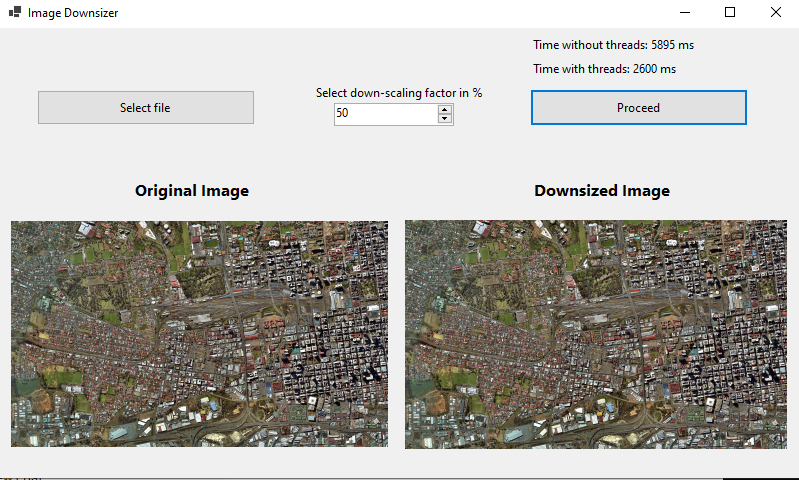 Image Downsizer
Time without threads: 5895 ms
Time with threads: 2600 ms
Select file
Select down-scaling factor in %
50
Proceed
Original Image
Downsized Image